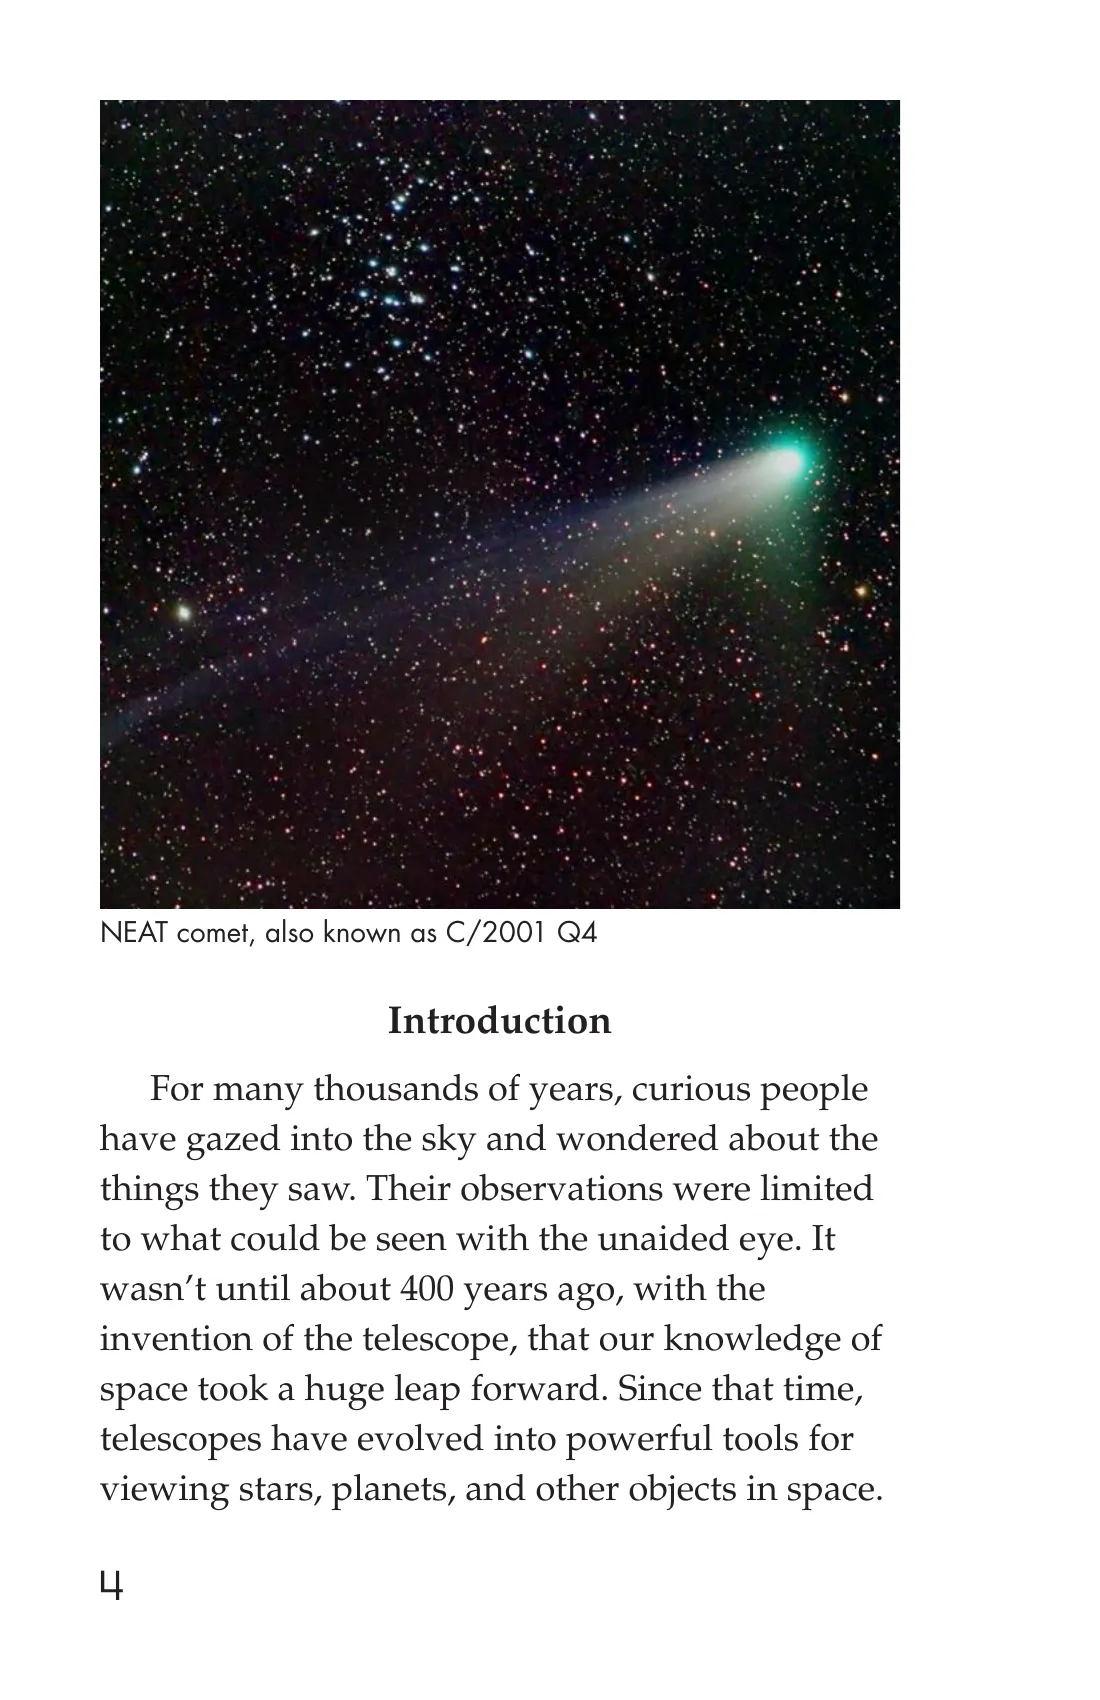 NEAT comet, also known as C/2001 Q4
Introduction
For many thousands of years, curious people
have gazed into the sky and wondered about the
things they saw. Their observations were limited
to what could be seen with the unaided eye. It
wasn’t until about 400 years ago, with the
invention of the telescope, that our knowledge of
space took a huge leap forward. Since that time,
telescopes have evolved into powerful tools for
viewing stars, planets, and other objects in space.
4